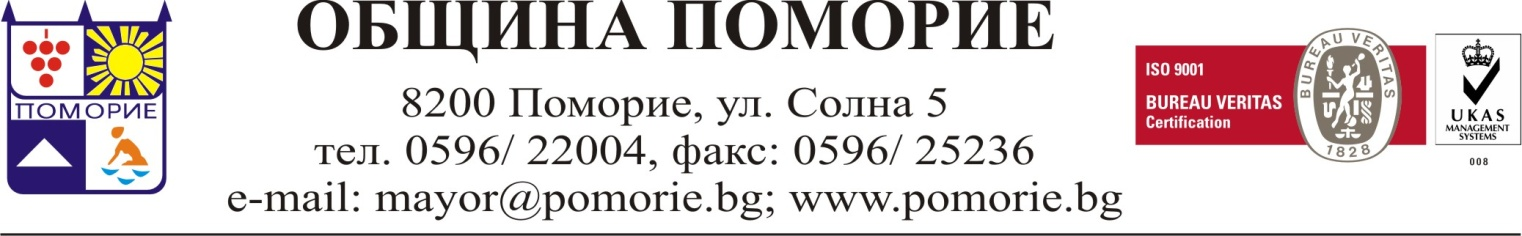 ОБЩИНА ПОМОРИЕ
8200 Поморие, ул. Солна 5
тел. 0596/ 22004, факс: 0596/ 25236
e-mail: mayor@pomorie.bg; www.pomorie.bg
ПОМОРИЕ
ISO 9001
BUREAU VERITAS
Certification
BUREAU VERITAS
1828
UKAS
MANAGEMENT
SYSTEMS
008